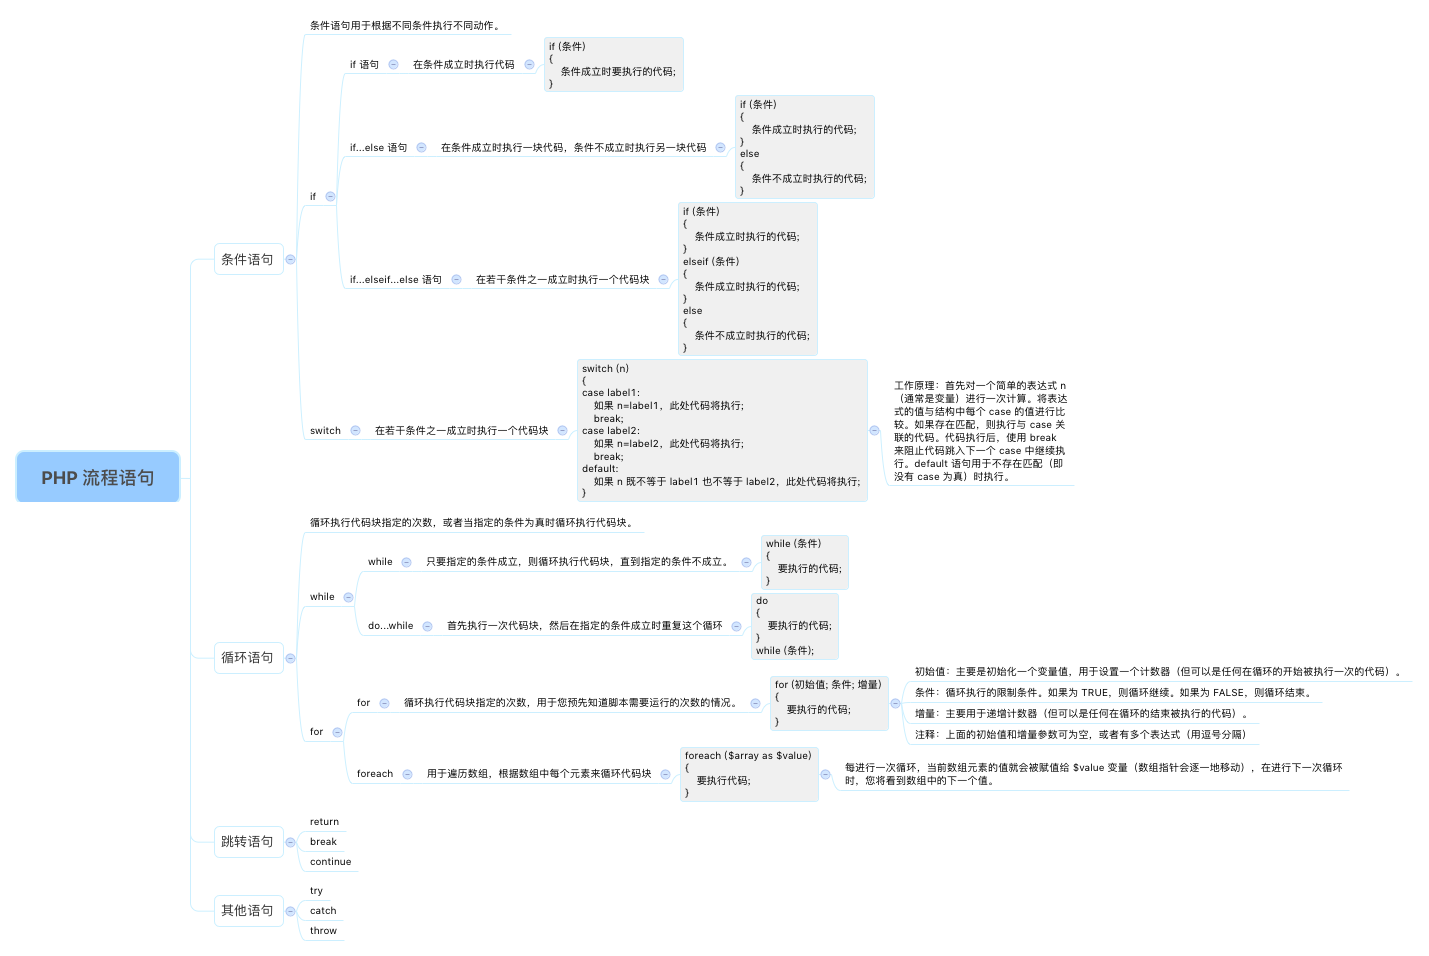 PHP 流程语句
条件语句
条件语句用于根据不同条件执行不同动作。
if
if 语句
在条件成立时执行代码
if (条件)
{
条件成立时要执行的代码;
}
if...else 语句
在条件成立时执行一块代码，条件不成立时执行另一块代码
if (条件)
{
条件成立时执行的代码;
}
else
{
条件不成立时执行的代码;
}
if...elseif...else 语句
在若干条件之一成立时执行一个代码块
if (条件)
{
条件成立时执行的代码;
}
elseif (条件)
{
条件成立时执行的代码;
}
else
{
条件不成立时执行的代码;
}
switch
在若干条件之一成立时执行一个代码块
switch (n)
{
case label1:
如果 n=label1，此处代码将执行;
break;
case label2:
如果 n=label2，此处代码将执行;
break;
default:
如果 n 既不等于 label1 也不等于 label2，此处代码将执行;
}
工作原理：首先对一个简单的表达式 n
（通常是变量）进行一次计算。将表达
式的值与结构中每个 case 的值进行比
较。如果存在匹配，则执行与 case 关
联的代码。代码执行后，使用 break
来阻止代码跳入下一个 case 中继续执
行。default 语句用于不存在匹配（即
没有 case 为真）时执行。
循环语句
循环执行代码块指定的次数，或者当指定的条件为真时循环执行代码块。
while
while
只要指定的条件成立，则循环执行代码块，直到指定的条件不成立。
while (条件)
{
要执行的代码;
}
do...while
首先执行一次代码块，然后在指定的条件成立时重复这个循环
do
{
要执行的代码;
}
while (条件);
for
for
循环执行代码块指定的次数，用于您预先知道脚本需要运行的次数的情况。
for (初始值; 条件; 增量)
{
要执行的代码;
}
初始值：主要是初始化一个变量值，用于设置一个计数器（但可以是任何在循环的开始被执行一次的代码）。
条件：循环执行的限制条件。如果为 TRUE，则循环继续。如果为 FALSE，则循环结束。
增量：主要用于递增计数器（但可以是任何在循环的结束被执行的代码）。
注释：上面的初始值和增量参数可为空，或者有多个表达式（用逗号分隔）
foreach
用于遍历数组，根据数组中每个元素来循环代码块
foreach ($array as $value)
{
要执行代码;
}
每进行一次循环，当前数组元素的值就会被赋值给 $value 变量（数组指针会逐一地移动），在进行下一次循环
时，您将看到数组中的下一个值。
跳转语句
return
break
continue
其他语句
try
catch
throw